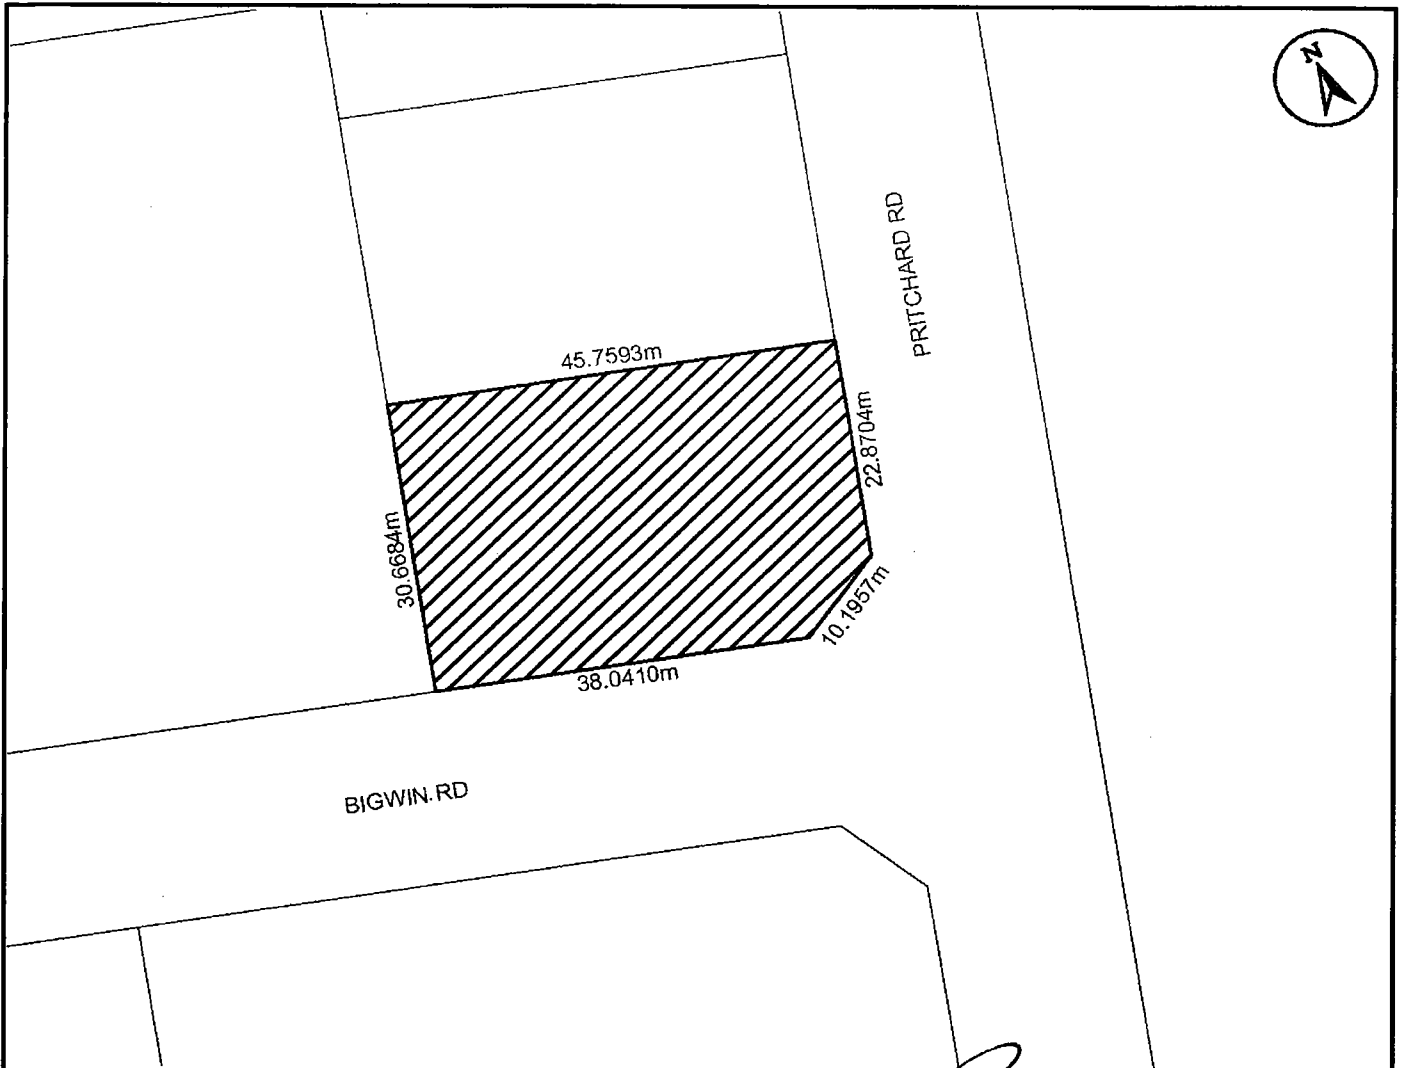 N
PRITCHARD RD
45.7593m
22.8704m
30.6684m
10.1957m
38.0410m
BIGWIN.RD